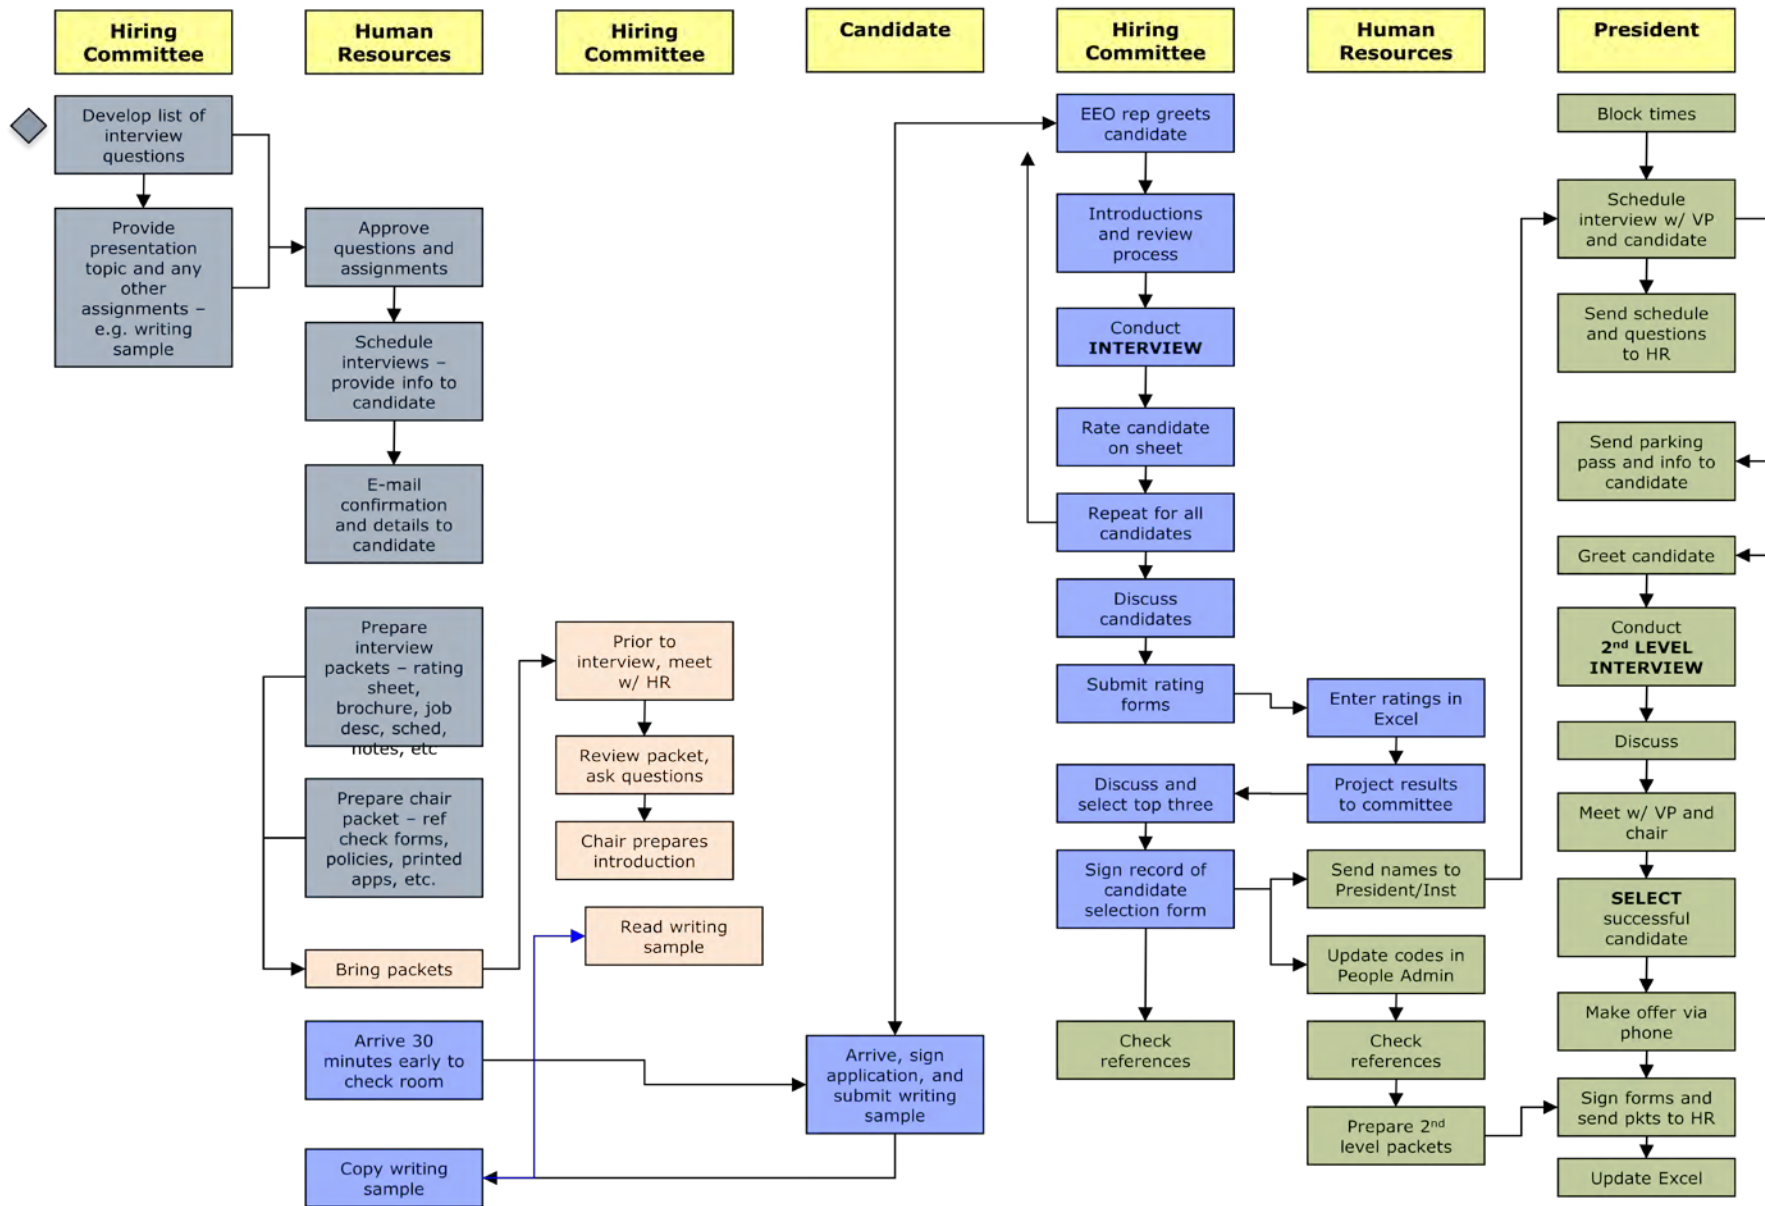 Hiring
Committee
Human
Resources
Hiring
Committee
Candidate
Hiring
Committee
Human
Resources
President
Develop list of
interview
questions
Provide
presentation
topic and any
other
assignments –
e.g. writing
sample
Approve
questions and
assignments
Schedule
interviews –
provide info to
candidate
E-mail
confirmation
and details to
candidate
Prepare
interview
packets – rating
sheet,
brochure, job
desc, sched,
notes, etc
Prepare chair
packet – ref
check forms,
policies, printed
apps, etc.
Bring packets
Arrive 30
minutes early to
check room
Copy writing
sample
Prior to
interview, meet
w/ HR
Review packet,
ask questions
Chair prepares
introduction
Read writing
sample
Arrive, sign
application, and
submit writing
sample
EEO rep greets
candidate
Introductions
and review
process
Conduct
INTERVIEW
Rate candidate
on sheet
Repeat for all
candidates
Discuss
candidates
Submit rating
forms
Discuss and
select top three
Sign record of
candidate
selection form
Check
references
Enter ratings in
Excel
Project results
to committee
Send names to
President/Inst
Update codes in
People Admin
Check
references
Prepare 2nd
level packets
Block times
Schedule
interview w/ VP
and candidate
Send schedule
and questions
to HR
Send parking
pass and info to
candidate
Greet candidate
Conduct
2nd LEVEL
INTERVIEW
Discuss
Meet w/ VP and
chair
SELECT
successful
candidate
Make offer via
phone
Sign forms and
send pkts to HR
Update Excel